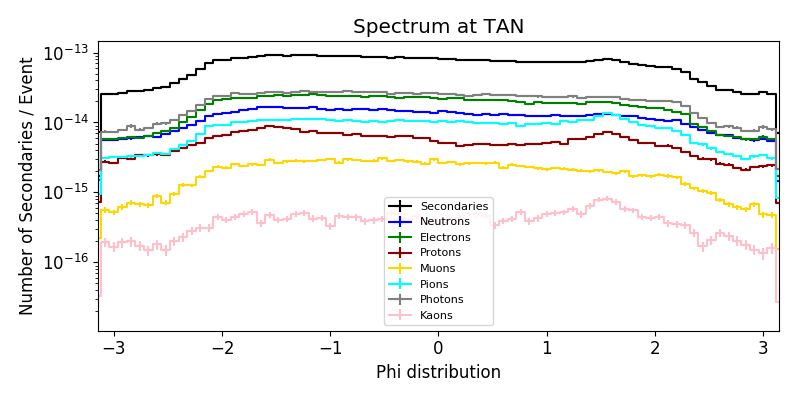 Spectrum at TAN
Number of Secondaries / Event
10⁻¹³
10⁻¹⁴
10⁻¹⁵
10⁻¹⁶
Secondaries
Neutrons
Electrons
Protons
Muons
Pions
Photons
Kaons
−3 −2 −1 0 1 2 3
Phi distribution